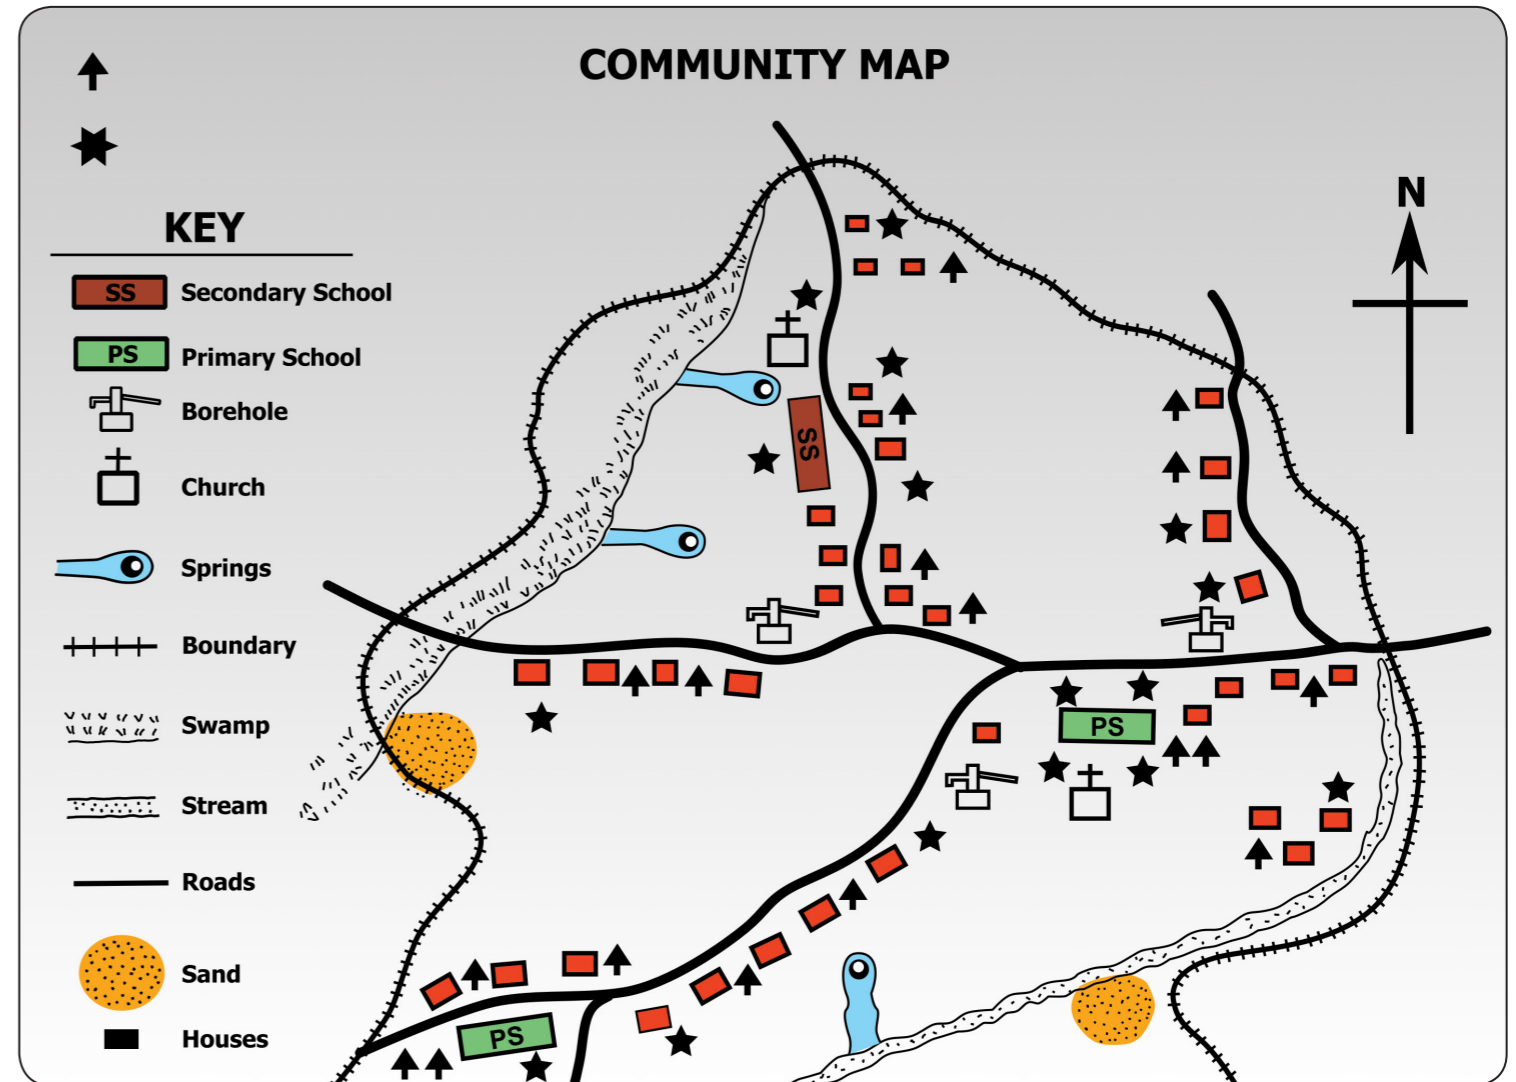 COMMUNITY MAP
N
KEY
SS Secondary School
PS Primary School
Borehole
Church
Springs
Boundary
Swamp
Stream
Roads
Sand
Houses
SS
PS
PS